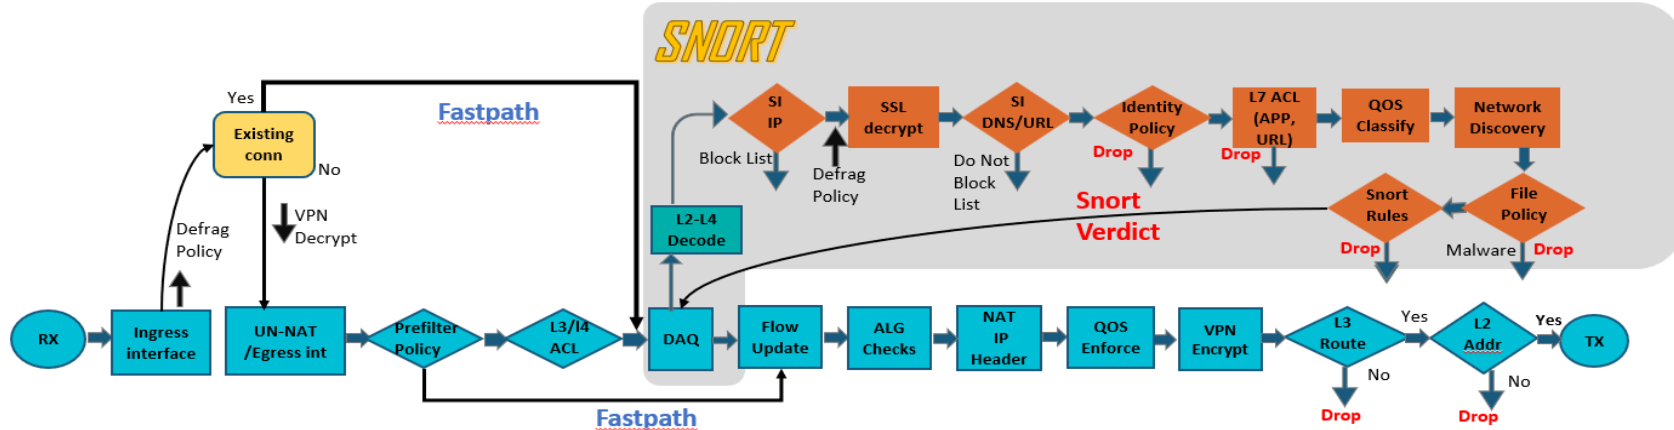 SNORT
Yes
Fastpath
Existing
conn
No
VPN
Decrypt
Defrag
Policy
SI
IP
Block List
Defrag
Policy
SSL
decrypt
SI
DNS/URL
Do Not
Block
List
Identity
Policy
Drop
L7 ACL
(APP,
URL)
Drop
QOS
Classify
Network
Discovery
Snort
Rules
Drop
File
Policy
Malware
Drop
Snort
Verdict
L2-L4
Decode
RX
Ingress
interface
UN-NAT
/Egress int
Prefilter
Policy
L3/l4
ACL
DAQ
Flow
Update
ALG
Checks
NAT
IP
Header
QOS
Enforce
VPN
Encrypt
L3
Route
Yes
No
Drop
L2
Addr
Yes
No
Drop
TX
Fastpath